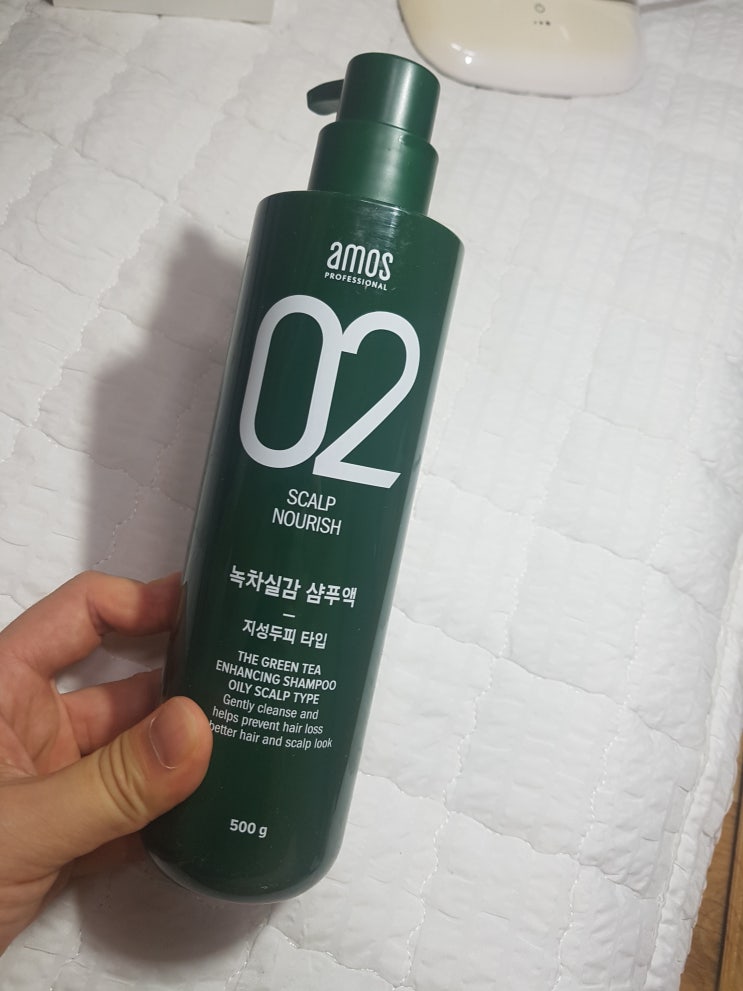 amos
PROFESSIONAL
02
SCALP
NOURISH
녹차실감 샴푸액
지성두피 타입
THE GREEN TEA
ENHANCING SHAMPOO
OILY SCALP TYPE
Gently cleanse and
helps prevent hair loss
better hair and scalp look
500 g